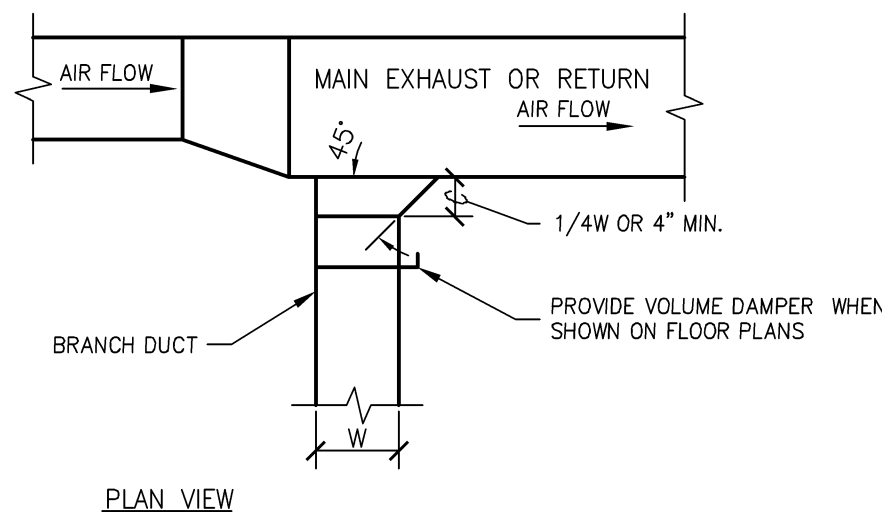 AIR FLOW
MAIN EXHAUST OR RETURN
AIR FLOW
45°
C
1/4W OR 4" MIN.
PROVIDE VOLUME DAMPER WHEN
SHOWN ON FLOOR PLANS
BRANCH DUCT
W
PLAN VIEW